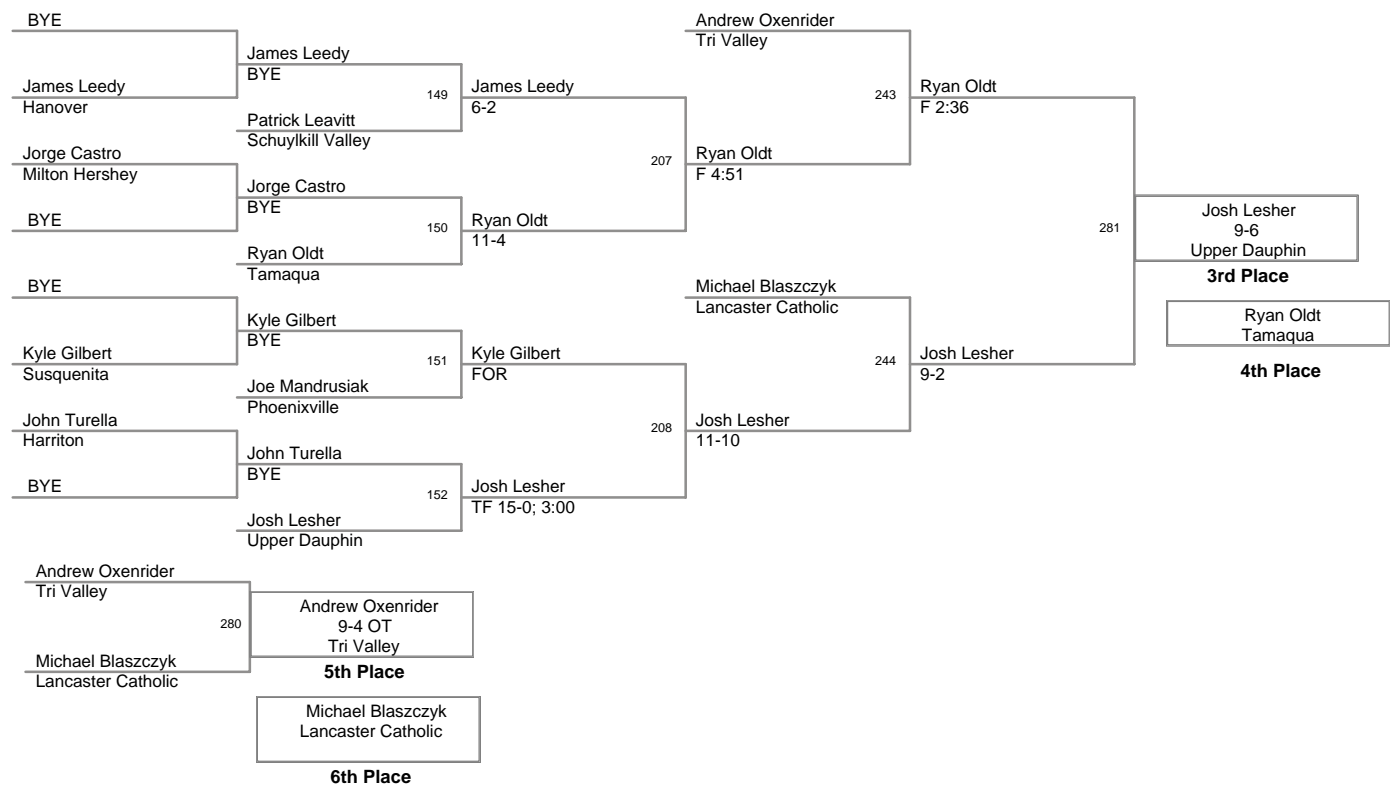 BYE
James Leedy
Hanover
Jorge Castro
Milton Hershey
BYE
BYE
Kyle Gilbert
Susquenita
John Turella
Harriton
BYE
James Leedy
BYE
149
Patrick Leavitt
Schuylkill Valley
Jorge Castro
BYE
150
Ryan Oldt
Tamaqua
Kyle Gilbert
BYE
151
Joe Mandrusiak
Phoenixville
John Turella
BYE
152
Josh Lesher
Upper Dauphin
James Leedy
6-2
207
Ryan Oldt
11-4
Kyle Gilbert
FOR
208
Josh Lesher
TF 15-0; 3:00
Andrew Oxenrider
Tri Valley
243
Ryan Oldt
F 4:51
Michael Blaszczyk
Lancaster Catholic
244
Josh Lesher
11-10
Ryan Oldt
F 2:36
281
Josh Lesher
9-2
Josh Lesher
9-6
Upper Dauphin
3rd Place
Ryan Oldt
Tamaqua
4th Place
Andrew Oxenrider
Tri Valley
280
Michael Blaszczyk
Lancaster Catholic
Andrew Oxenrider
9-4 OT
Tri Valley
5th Place
Michael Blaszczyk
Lancaster Catholic
6th Place